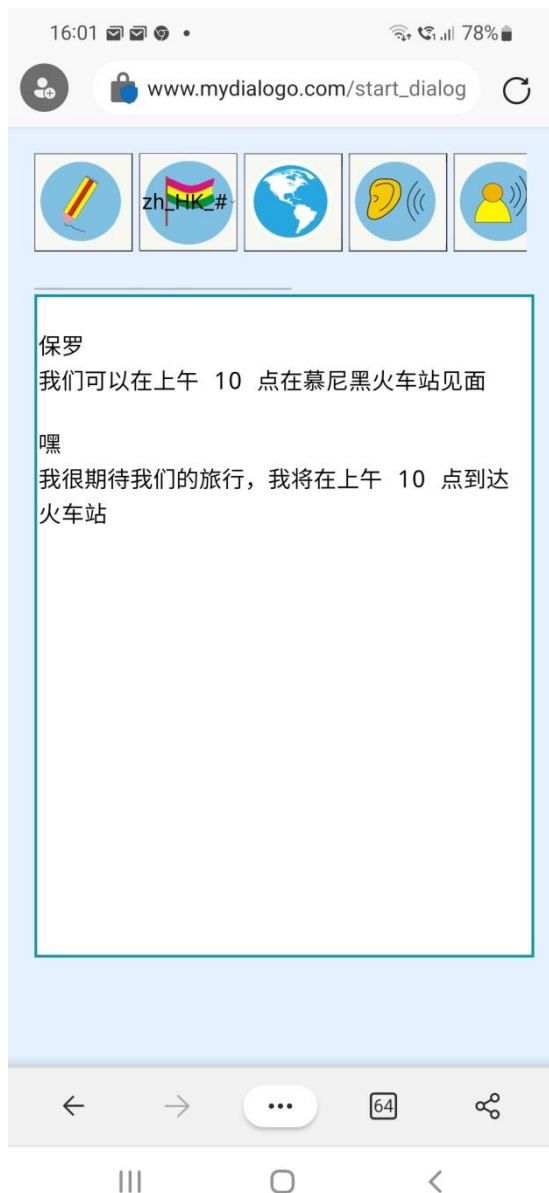 16:01
78%
www.mydialogo.com/start_dialog
zh_HK_#
保罗
我们可以在上午 10 点在慕尼黑火车站见面
嘿
我很期待我们的旅行，我将在上午 10 点到达
火车站
64